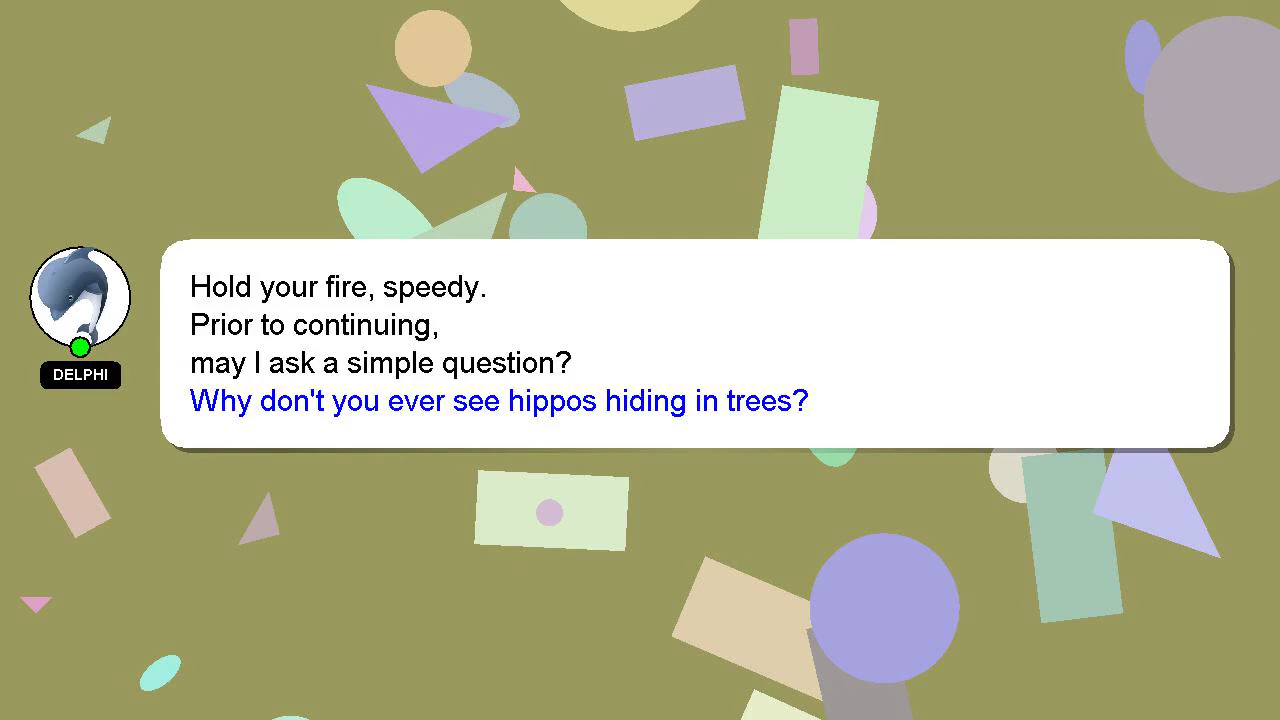 Hold your fire, speedy.
Prior to continuing,
may I ask a simple question?
Why don't you ever see hippos hiding in trees?
DELPHI